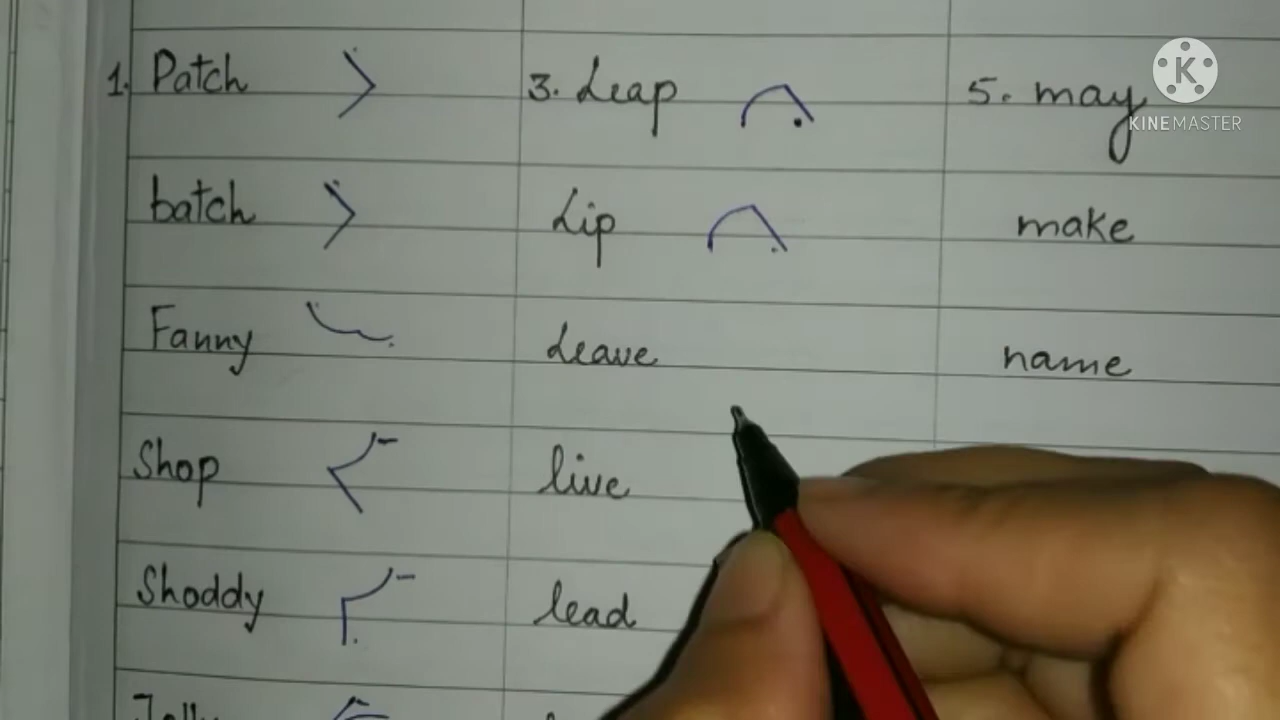 1. Patch 3. Leap 5. may
KINEMASTER
batch Lip make
Fanny Leave name
Shop live
Shoddy lead